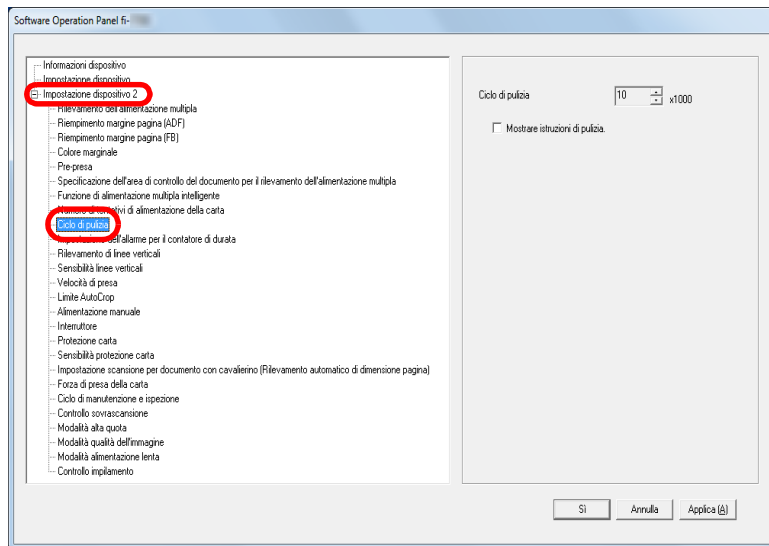 Software Operation Panel fi-
Informazioni dispositivo
Impostazione dispositivo
Impostazione dispositivo 2
Rilevamento dell'alimentazione multipla
Riempimento margine pagina (ADF)
Riempimento margine pagina (FB)
Colore marginale
Pre-presa
Specificazione dell'area di controllo del documento per il rilevamento dell'alimentazione multipla
Funzione di alimentazione multipla intelligente
Numero di tentativi di alimentazione della carta
Ciclo di pulizia
Impostazione dell'allarme per il contatore di durata
Rilevamento di linee verticali
Sensibilità linee verticali
Velocità di presa
Limite AutoCrop
Alimentazione manuale
Interruttore
Protezione carta
Sensibilità protezione carta
Impostazione scansione per documento con cavalierino (Rilevamento automatico di dimensione pagina)
Forza di presa della carta
Ciclo di manutenzione e ispezione
Controllo sovrascansione
Modalità alta quota
Modalità qualità dell'immagine
Modalità alimentazione lenta
Controllo impilamento
Ciclo di pulizia 10 x1000
Mostrare istruzioni di pulizia.
Sì Annulla Applica (A)